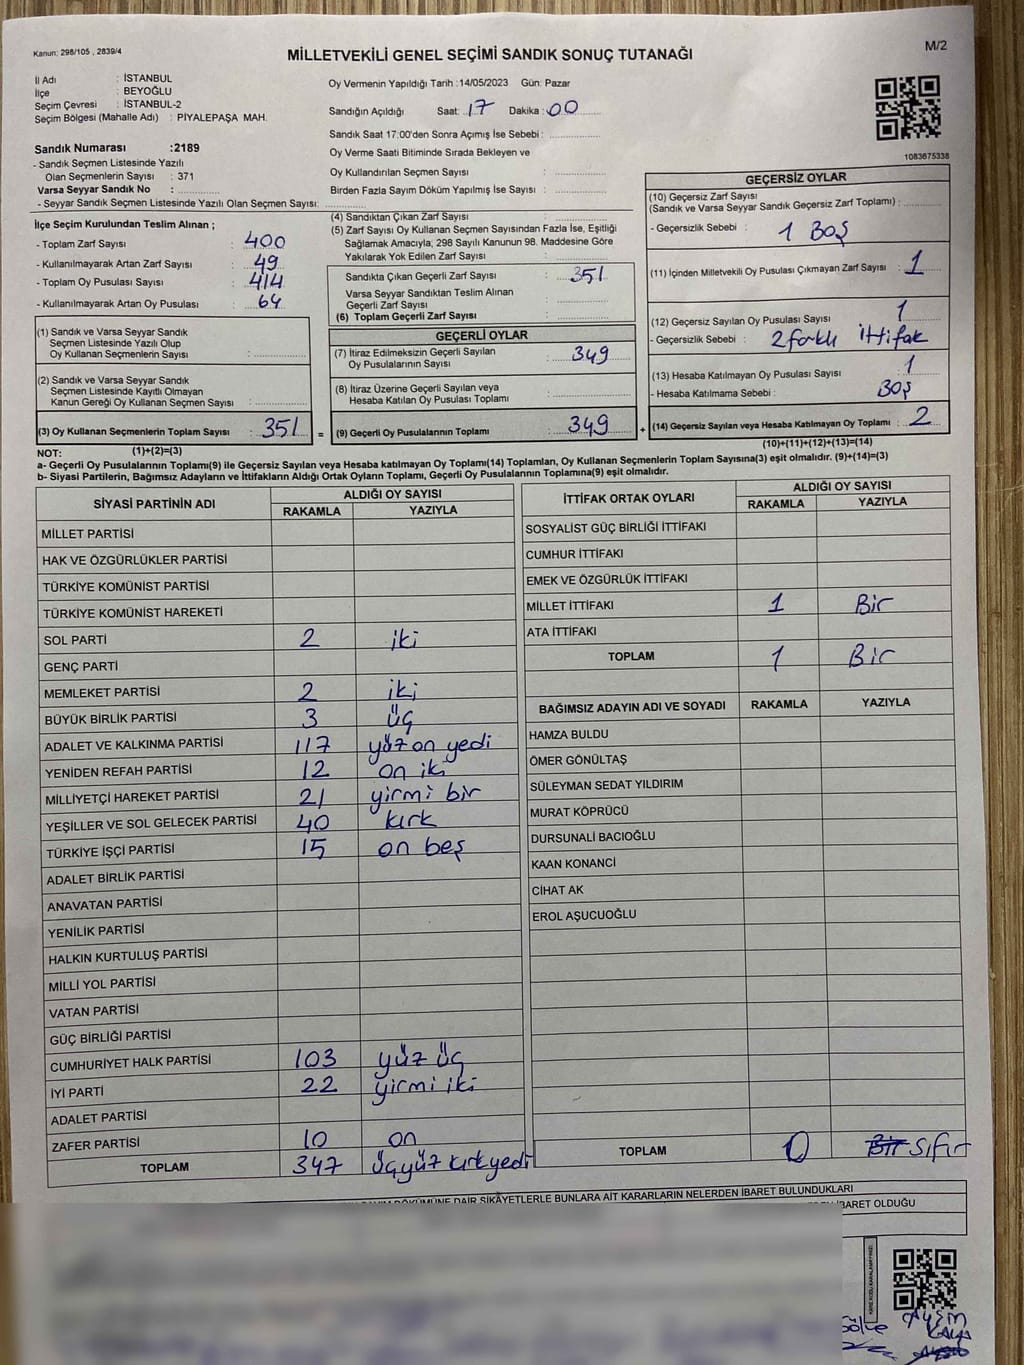 Kanun: 298/105 , 2839/4
MİLLETVEKİLİ GENEL SEÇİMİ SANDIK SONUÇ TUTANAĞI
M/2
İl Adı : İSTANBUL
İlçe : BEYOĞLU
Seçim Çevresi : İSTANBUL-2
Seçim Bölgesi (Mahalle Adı) : PİYALEPAŞA MAH.
Sandık Numarası :2189
- Sandık Seçmen Listesinde Yazılı
Olan Seçmenlerin Sayısı : 371
Varsa Seyyar Sandık No :
- Seyyar Sandık Seçmen Listesinde Yazılı Olan Seçmen Sayısı:
Oy Vermenin Yapıldığı Tarih :14/05/2023 Gün: Pazar
Sandığın Açıldığı Saat: 17 Dakika : 00
Sandık Saat 17:00'den Sonra Açımış İse Sebebi :
Oy Verme Saati Bitiminde Sırada Bekleyen ve
Oy Kullandırılan Seçmen Sayısı :
Birden Fazla Sayım Döküm Yapılmış İse Sayısı :
1083675338
İlçe Seçim Kurulundan Teslim Alınan ;
- Toplam Zarf Sayısı : 400
- Kullanılmayarak Artan Zarf Sayısı : 49
- Toplam Oy Pusulası Sayısı : 414
- Kullanılmayarak Artan Oy Pusulası : 64
(1) Sandık ve Varsa Seyyar Sandık
Seçmen Listesinde Yazılı Olup
Oy Kullanan Seçmenlerin Sayısı :
(2) Sandık ve Varsa Seyyar Sandık
Seçmen Listesinde Kayıtlı Olmayan
Kanun Gereği Oy Kullanan Seçmen Sayısı :
(3) Oy Kullanan Seçmenlerin Toplam Sayısı : 351 =
(1)+(2)=(3)
(4) Sandıktan Çıkan Zarf Sayısı :
(5) Zarf Sayısı Oy Kullanan Seçmen Sayısından Fazla İse, Eşitliği
Sağlamak Amacıyla; 298 Sayılı Kanunun 98. Maddesine Göre
Yakılarak Yok Edilen Zarf Sayısı :
Sandıkta Çıkan Geçerli Zarf Sayısı : 351
Varsa Seyyar Sandıktan Teslim Alınan
Geçerli Zarf Sayısı :
(6) Toplam Geçerli Zarf Sayısı :
GEÇERLİ OYLAR
(7) İtiraz Edilmeksizin Geçerli Sayılan
Oy Pusulalarının Sayısı : 349
(8) İtiraz Üzerine Geçerli Sayılan veya
Hesaba Katılan Oy Pusulası Toplamı :
(9) Geçerli Oy Pusulalarının Toplamı : 349 +
GEÇERSİZ OYLAR
(10) Geçersiz Zarf Sayısı
(Sandık ve Varsa Seyyar Sandık Geçersiz Zarf Toplamı) :
- Geçersizlik Sebebi : 1 BOŞ
(11) İçinden Milletvekili Oy Pusulası Çıkmayan Zarf Sayısı : 1
(12) Geçersiz Sayılan Oy Pusulası Sayısı : 1
- Geçersizlik Sebebi : 2 farklı ittifak
(13) Hesaba Katılmayan Oy Pusulası Sayısı : 1
- Hesaba Katılmama Sebebi : BOŞ
(14) Geçersiz Sayılan veya Hesaba Katılmayan Oy Toplamı : 2
(10)+(11)+(12)+(13)=(14)
NOT:
a- Geçerli Oy Pusulalarının Toplamı(9) ile Geçersiz Sayılan veya Hesaba katılmayan Oy Toplamı(14) Toplamları, Oy Kullanan Seçmenlerin Toplam Sayısına(3) eşit olmalıdır. (9)+(14)=(3)
b- Siyasi Partilerin, Bağımsız Adayların ve İttifakların Aldığı Ortak Oyların Toplamı, Geçerli Oy Pusulalarının Toplamına(9) eşit olmalıdır.
SİYASİ PARTİNİN ADI ALDIĞI OY SAYISI
RAKAMLA YAZIYLA
MİLLET PARTİSİ
HAK VE ÖZGÜRLÜKLER PARTİSİ
TÜRKİYE KOMÜNİST PARTİSİ
TÜRKİYE KOMÜNİST HAREKETİ
SOL PARTİ 2 iki
GENÇ PARTİ
MEMLEKET PARTİSİ 2 iki
BÜYÜK BİRLİK PARTİSİ 3 üç
ADALET VE KALKINMA PARTİSİ 117 yüz on yedi
YENİDEN REFAH PARTİSİ 12 on iki
MİLLİYETÇİ HAREKET PARTİSİ 21 yirmi bir
YEŞİLLER VE SOL GELECEK PARTİSİ 40 kırk
TÜRKİYE İŞÇİ PARTİSİ 15 on beş
ADALET BİRLİK PARTİSİ
ANAVATAN PARTİSİ
YENİLİK PARTİSİ
HALKIN KURTULUŞ PARTİSİ
MİLLİ YOL PARTİSİ
VATAN PARTİSİ
GÜÇ BİRLİĞİ PARTİSİ
CUMHURİYET HALK PARTİSİ 103 yüz üç
İYİ PARTİ 22 yirmi iki
ADALET PARTİSİ
ZAFER PARTİSİ 10 on
TOPLAM 347 üçyüz kırkyedi
İTTİFAK ORTAK OYLARI ALDIĞI OY SAYISI
RAKAMLA YAZIYLA
SOSYALİST GÜÇ BİRLİĞİ İTTİFAKI
CUMHUR İTTİFAKI
EMEK VE ÖZGÜRLÜK İTTİFAKI
MİLLET İTTİFAKI 1 Bir
ATA İTTİFAKI
TOPLAM 1 Bir
BAĞIMSIZ ADAYIN ADI VE SOYADI RAKAMLA YAZIYLA
HAMZA BULDU
ÖMER GÖNÜLTAŞ
SÜLEYMAN SEDAT YILDIRIM
MURAT KÖPRÜCÜ
DURSUNALİ BACIOĞLU
KAAN KONANCİ
CİHAT AK
EROL AŞUCUOĞLU
TOPLAM 0 Bir sıfır
DÖKÜMÜNE DAİR ŞİKÂYETLERLE BUNLARA AİT KARARLARIN NELERDEN İBARET BULUNDUKLARI
İBARET OLDUĞU